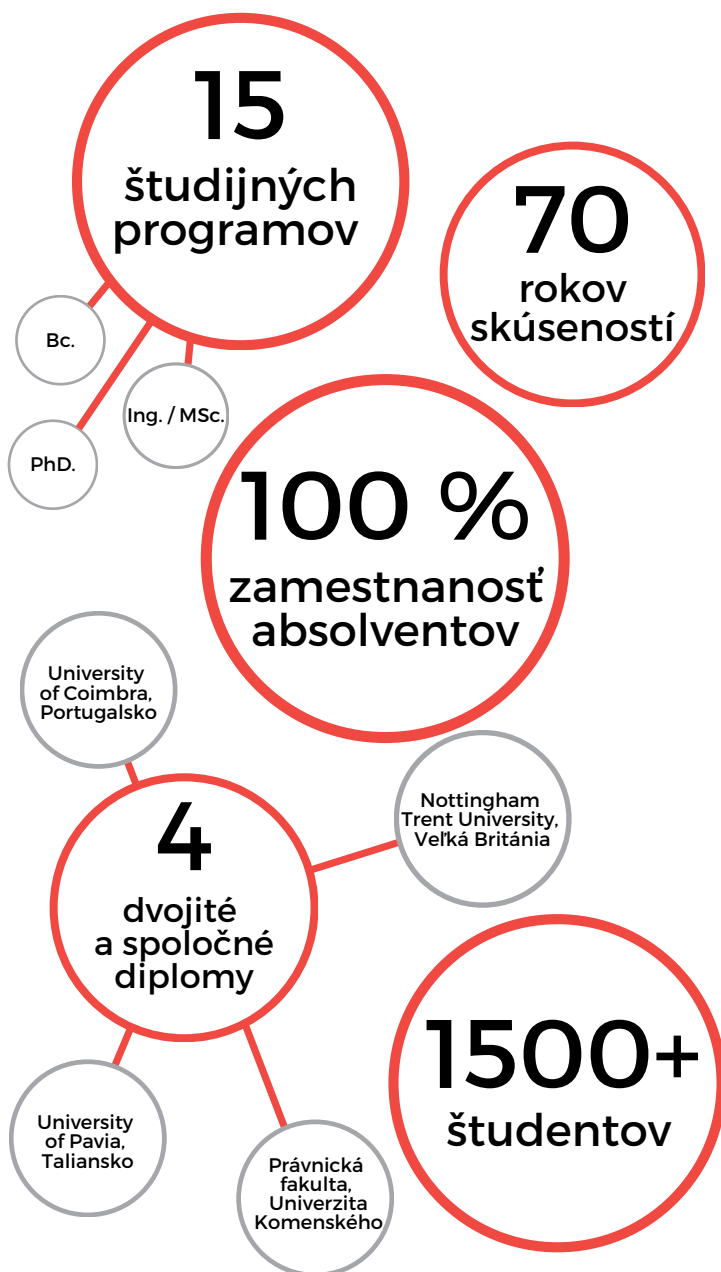 15
študijných
programov
70
rokov
skúseností
Bc.
Ing. / MSc.
PhD.
100 %
zamestnanosť
absolventov
University
of Coimbra,
Portugalsko
Nottingham
Trent University,
Veľká Británia
4
dvojité
a spoločné
diplomy
1500+
študentov
University
of Pavia,
Taliansko
Právnická
fakulta,
Univerzita
Komenského